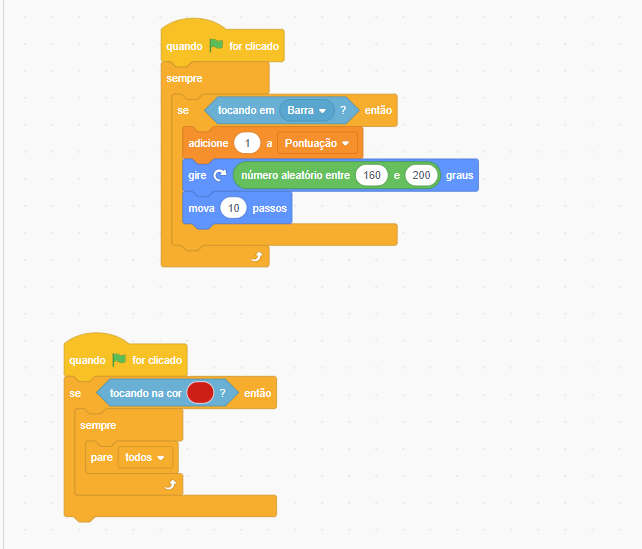 quando for clicado
sempre
se tocando em Barra ? então
adicione 1 a Pontuação
gire número aleatório entre 160 e 200 graus
mova 10 passos
quando for clicado
se tocando na cor ? então
sempre
pare todos